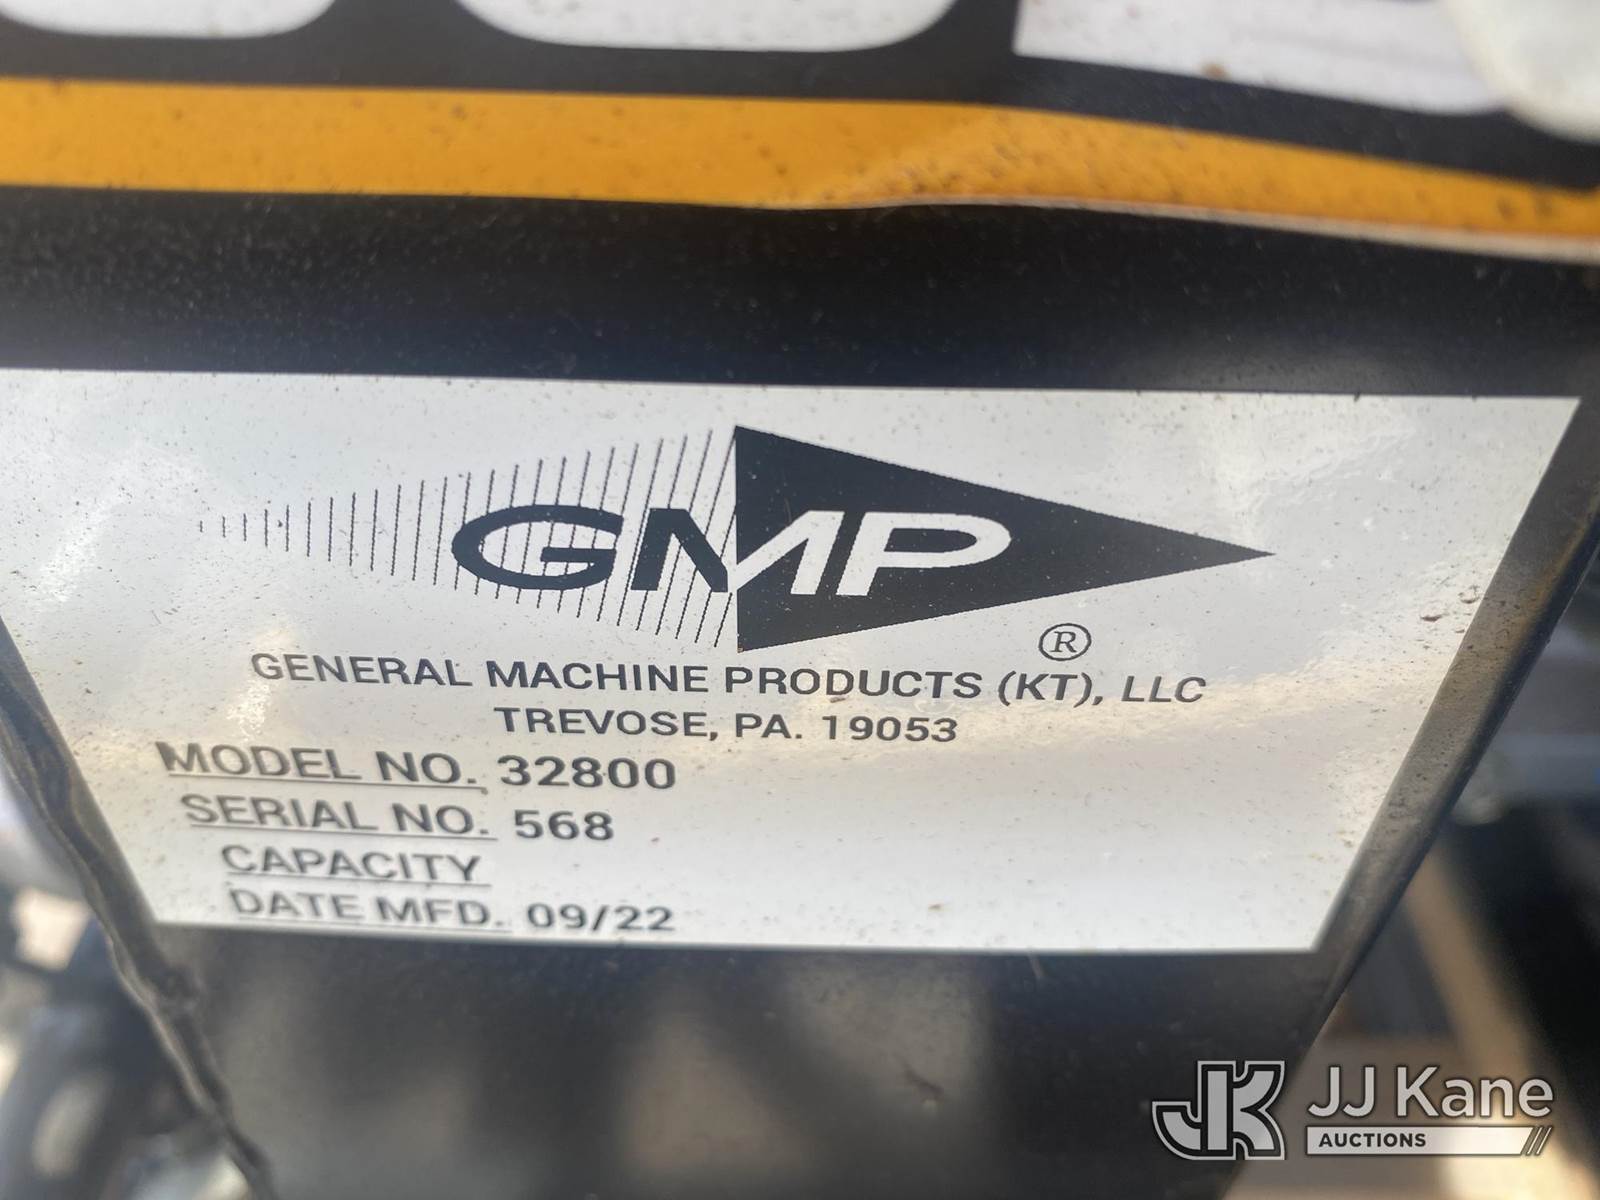 GMP
®
GENERAL MACHINE PRODUCTS (KT), LLC
TREVOSE, PA. 19053
MODEL NO. 32800
SERIAL NO. 568
CAPACITY
DATE MFD. 09/22
JK JJ Kane
AUCTIONS